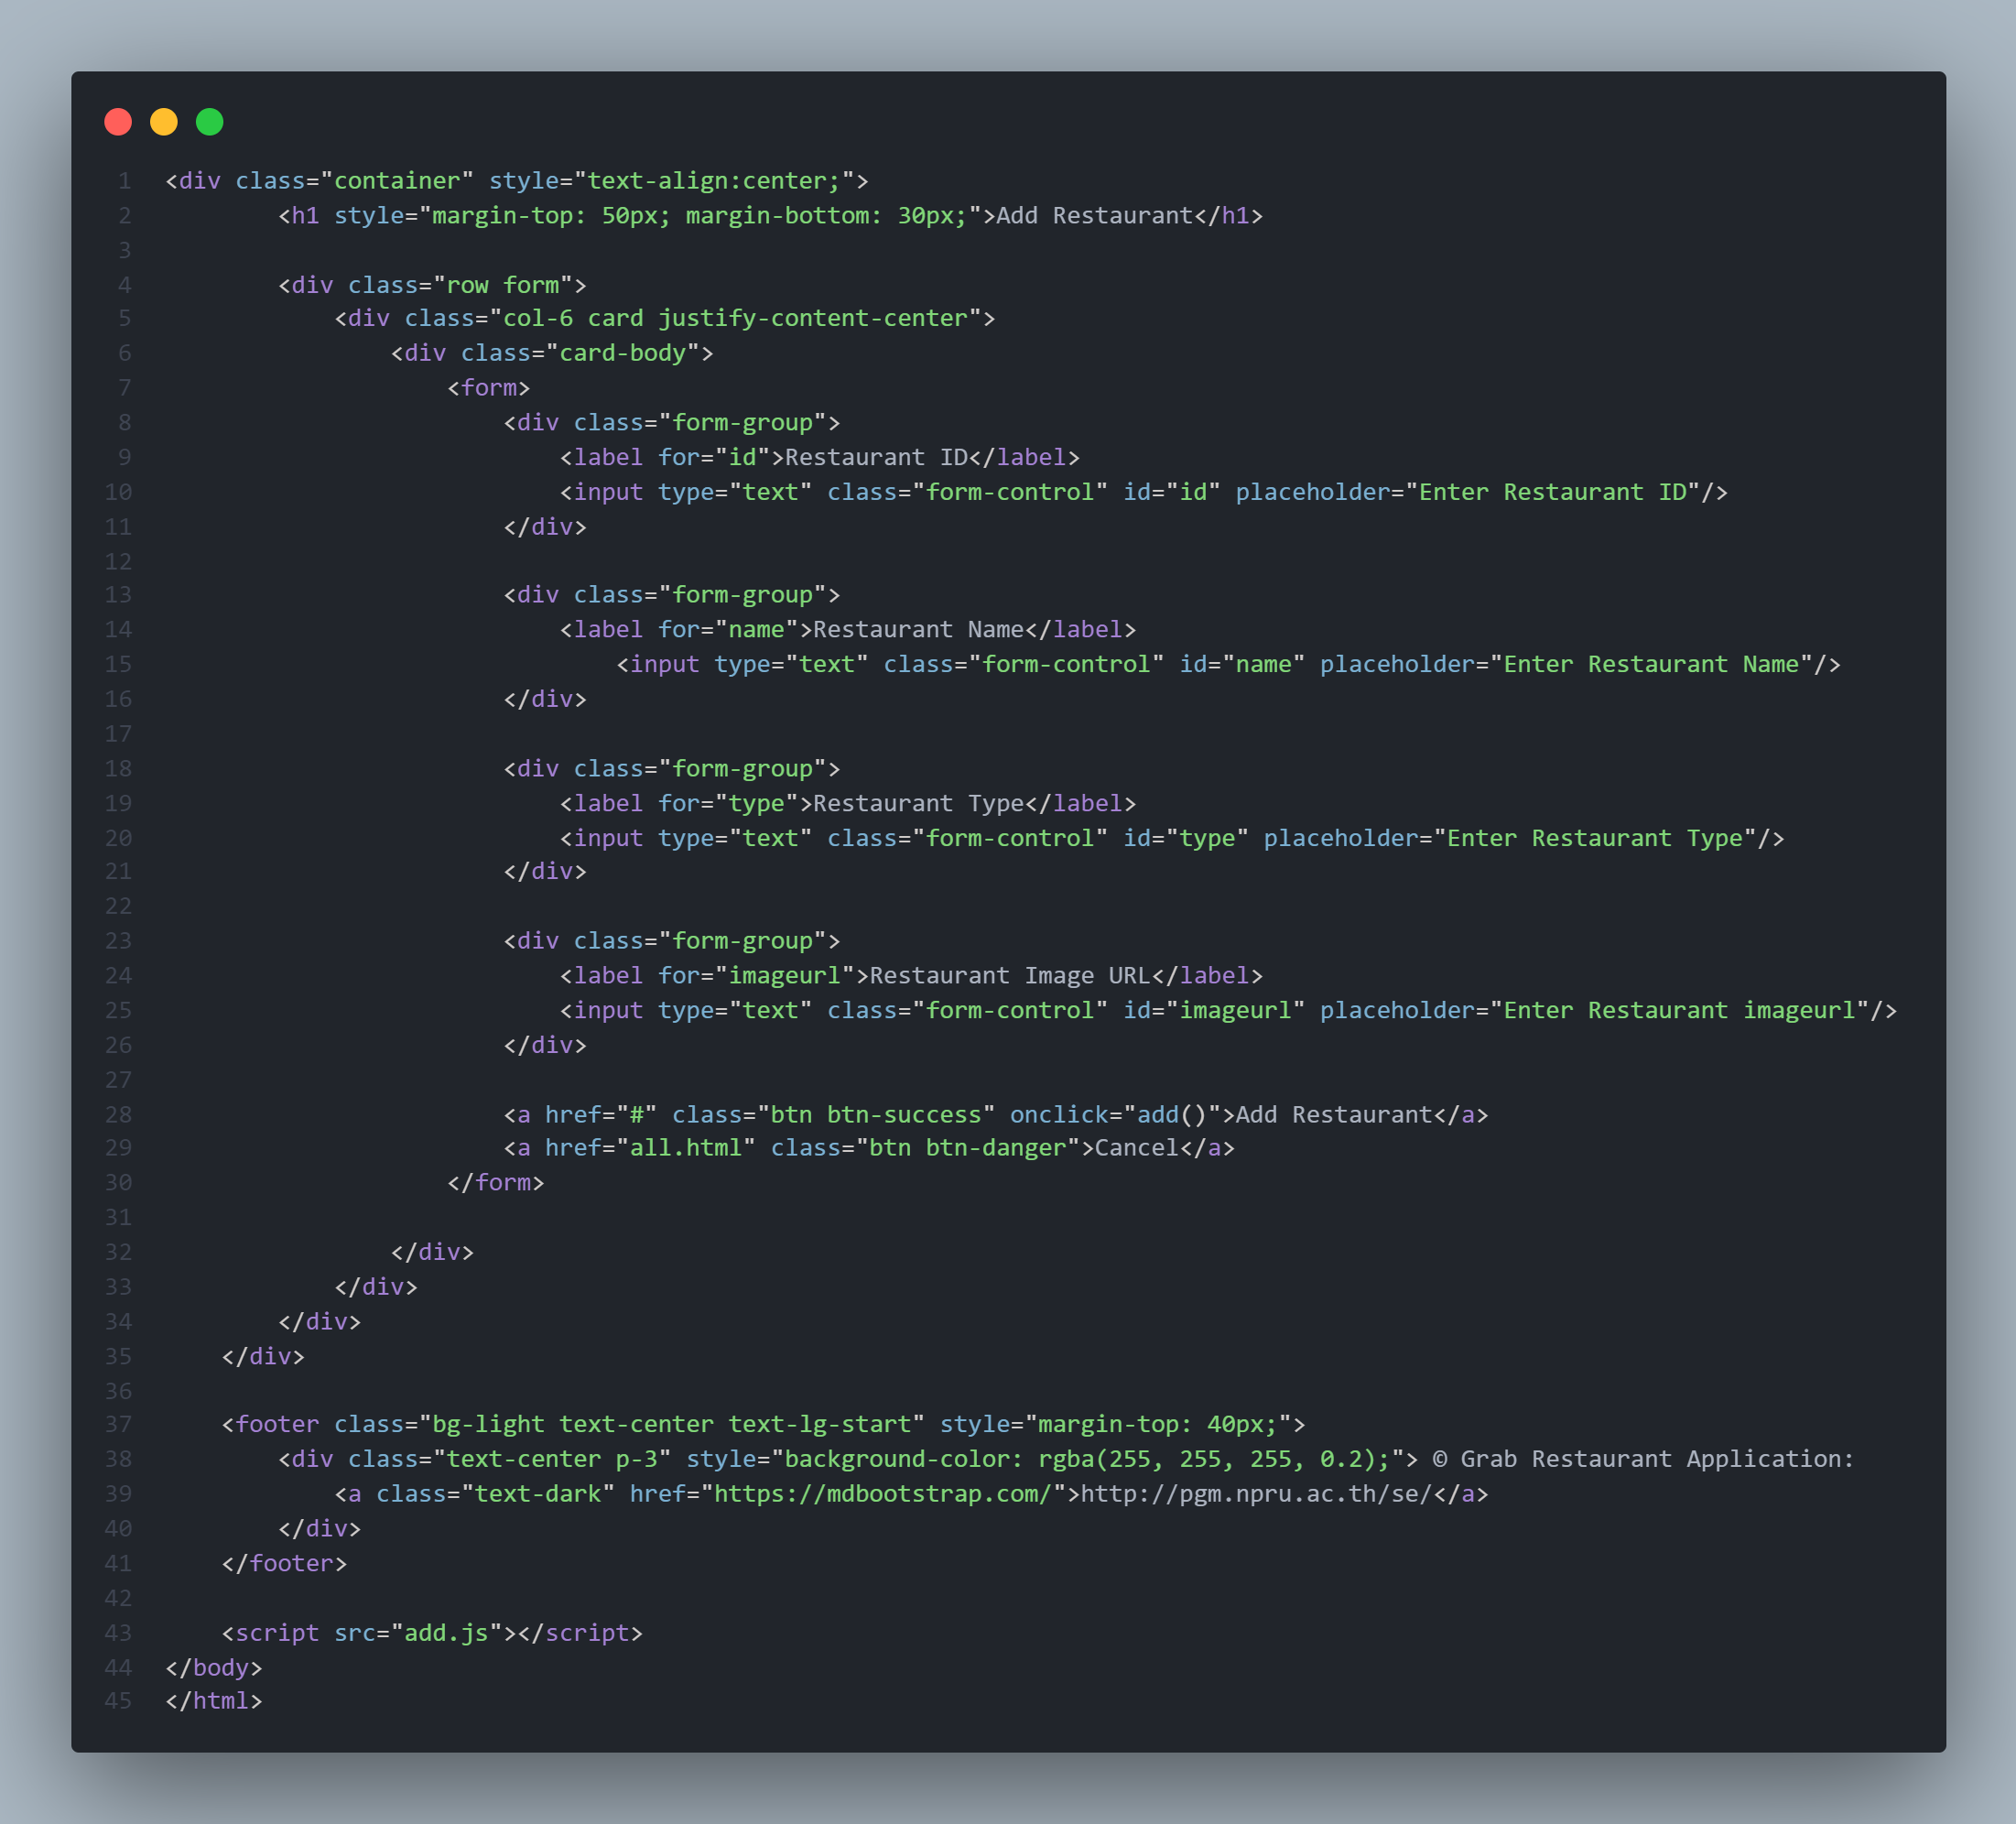 1 <div class="container" style="text-align:center;">
2 <h1 style="margin-top: 50px; margin-bottom: 30px;">Add Restaurant</h1>
3
4 <div class="row form">
5 <div class="col-6 card justify-content-center">
6 <div class="card-body">
7 <form>
8 <div class="form-group">
9 <label for="id">Restaurant ID</label>
10 <input type="text" class="form-control" id="id" placeholder="Enter Restaurant ID"/>
11 </div>
12
13 <div class="form-group">
14 <label for="name">Restaurant Name</label>
15 <input type="text" class="form-control" id="name" placeholder="Enter Restaurant Name"/>
16 </div>
17
18 <div class="form-group">
19 <label for="type">Restaurant Type</label>
20 <input type="text" class="form-control" id="type" placeholder="Enter Restaurant Type"/>
21 </div>
22
23 <div class="form-group">
24 <label for="imageurl">Restaurant Image URL</label>
25 <input type="text" class="form-control" id="imageurl" placeholder="Enter Restaurant imageurl"/>
26 </div>
27
28 <a href="#" class="btn btn-success" onclick="add()">Add Restaurant</a>
29 <a href="all.html" class="btn btn-danger">Cancel</a>
30 </form>
31
32 </div>
33 </div>
34 </div>
35 </div>
36
37 <footer class="bg-light text-center text-lg-start" style="margin-top: 40px;">
38 <div class="text-center p-3" style="background-color: rgba(255, 255, 255, 0.2);"> © Grab Restaurant Application:
39 <a class="text-dark" href="https://mdbootstrap.com/">http://pgm.npru.ac.th/se/</a>
40 </div>
41 </footer>
42
43 <script src="add.js"></script>
44 </body>
45 </html>